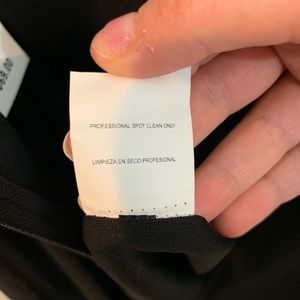 PROFESSIONAL SPOT CLEAN ONLY
LIMPIEZA EN SECO PROFESIONAL